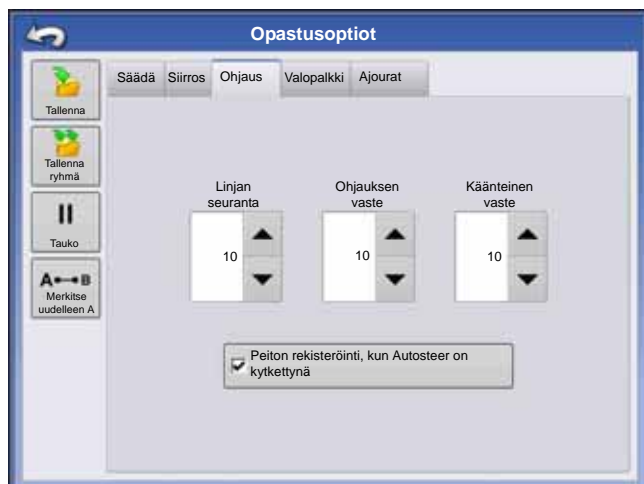 Opastusoptiot
Säädä
Siirros
Ohjaus
Valopalkki
Ajourat
Tallenna
Tallenna
ryhmä
Tauko
A B
Merkitse
uudelleen A
Linjan
seuranta
Ohjauksen
vaste
Käänteinen
vaste
10
10
10
Peiton rekisteröinti, kun Autosteer on
kytkettynä